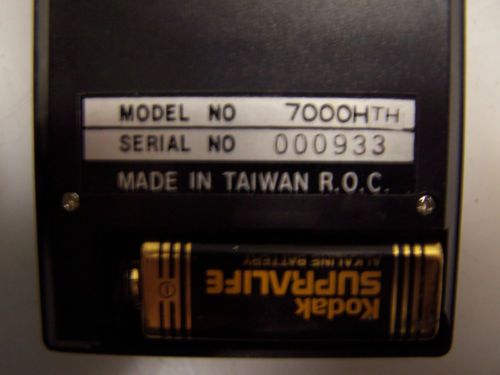 MODEL NO 7000HTH
SERIAL NO 000933
MADE IN TAIWAN R.O.C.
Kodak
SUPRALIFE
ALKALINE BATTERY